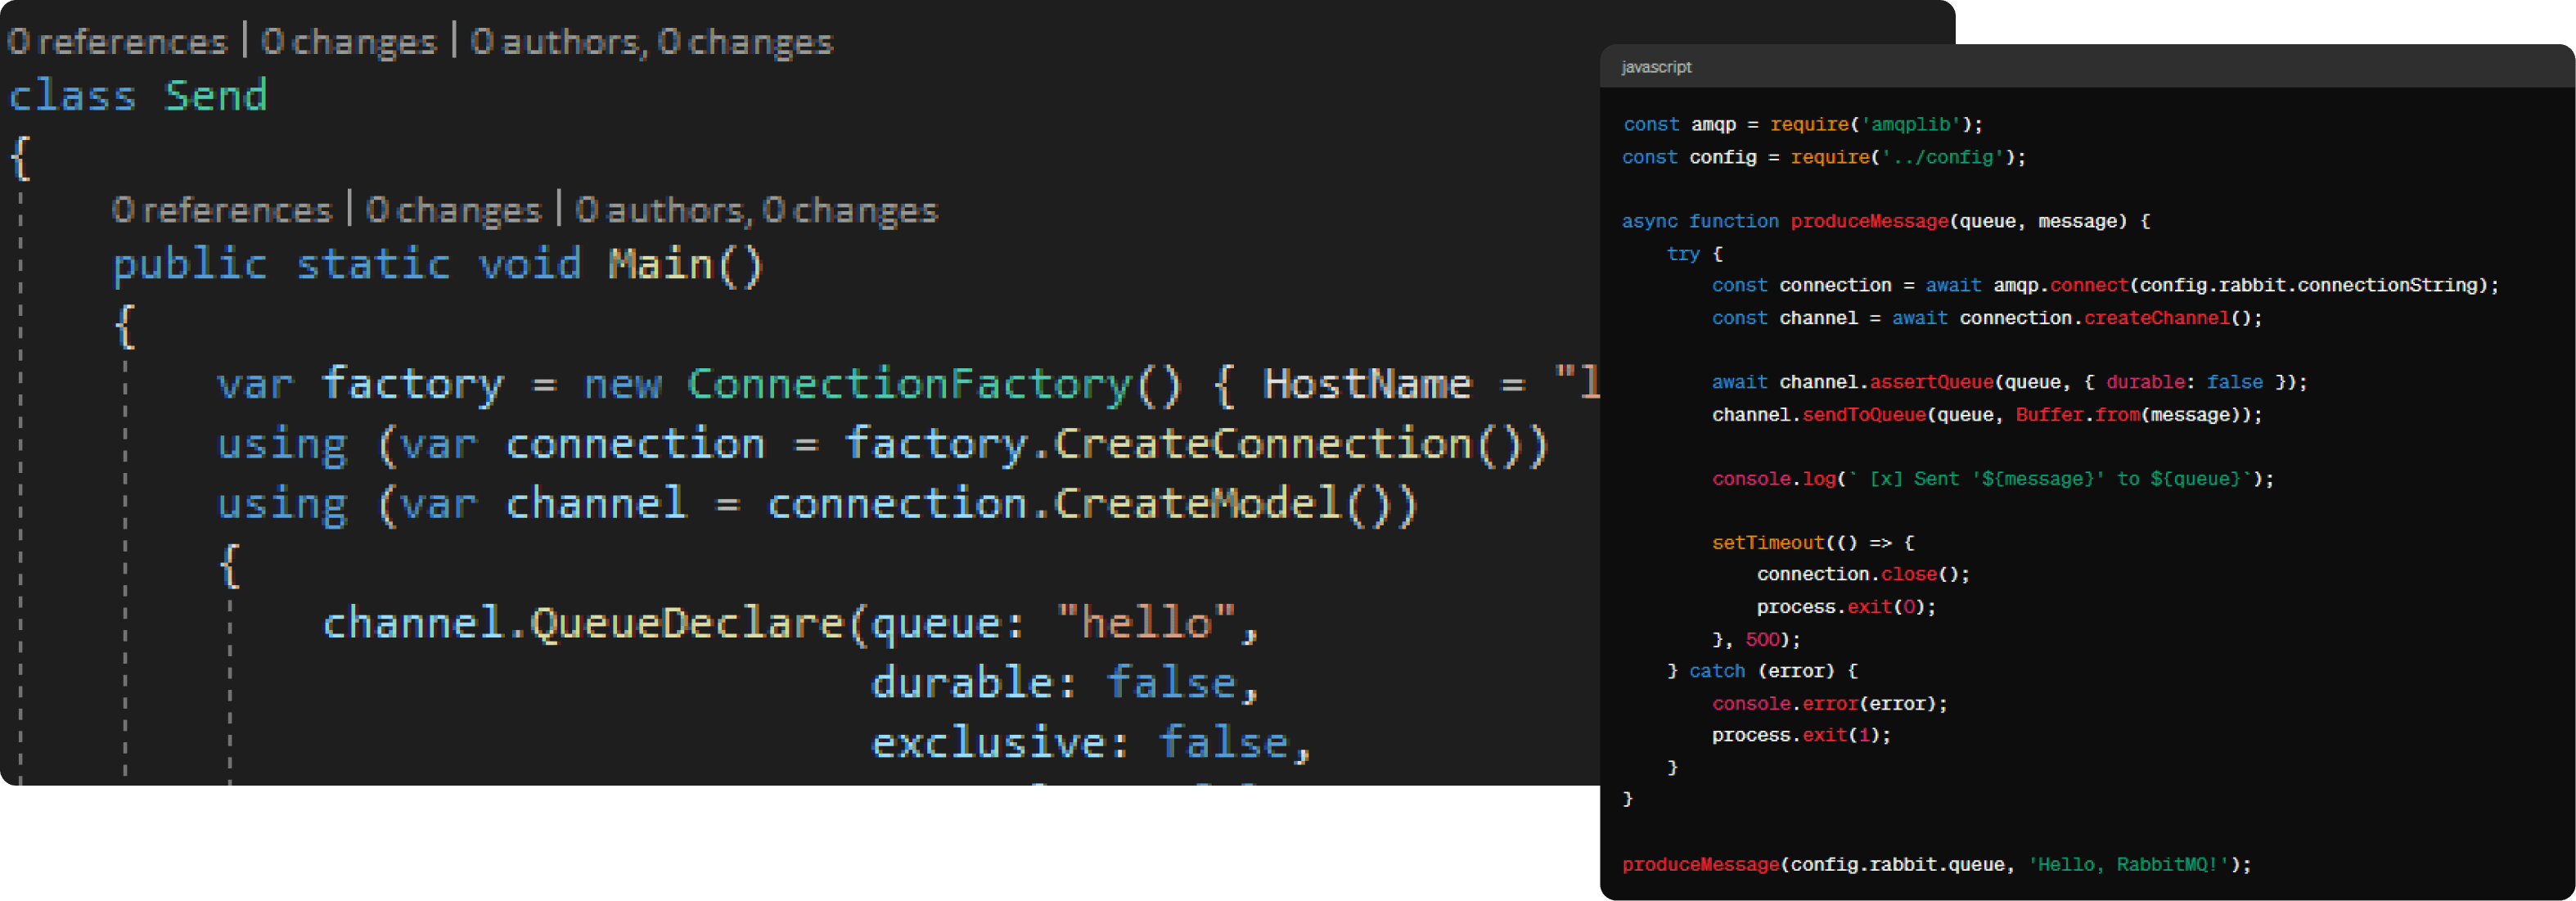 0 references | 0 changes | 0 authors, 0 changes
class Send
{
0 references | 0 changes | 0 authors, 0 changes
public static void Main()
{
var factory = new ConnectionFactory() { HostName = "l
using (var connection = factory.CreateConnection())
using (var channel = connection.CreateModel())
{
channel.QueueDeclare(queue: "hello",
durable: false,
exclusive: false,
javascript
const amqp = require('amqplib');
const config = require('../config');
async function produceMessage(queue, message) {
try {
const connection = await amqp.connect(config.rabbit.connectionString);
const channel = await connection.createChannel();
await channel.assertQueue(queue, { durable: false });
channel.sendToQueue(queue, Buffer.from(message));
console.log(` [x] Sent '${message}' to ${queue}`);
setTimeout(() => {
connection.close();
process.exit(0);
}, 500);
} catch (error) {
console.error(error);
process.exit(1);
}
}
produceMessage(config.rabbit.queue, 'Hello, RabbitMQ!');